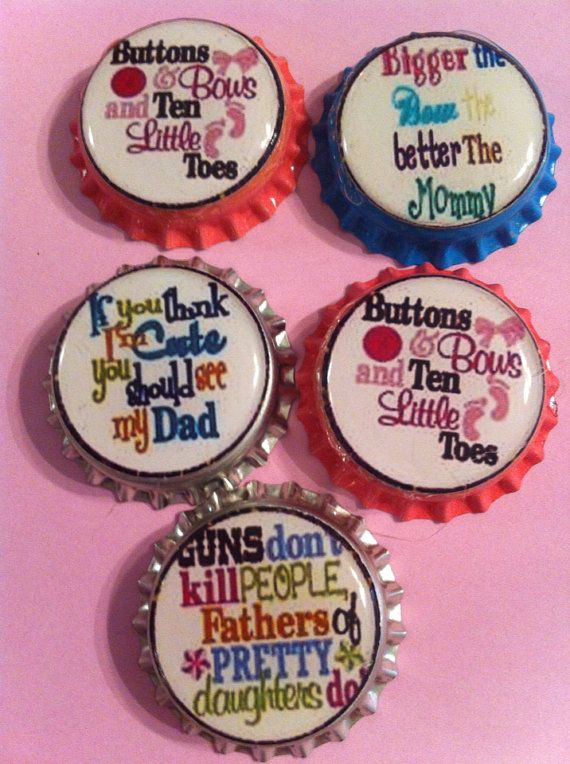 Buttons
& Bows
and Ten
Little
Toes
Bigger the
Bow the
better The
Mommy
If you think
I'm Cute
you should see
my Dad
Buttons
& Bows
and Ten
Little
Toes
GUNS don't
kill PEOPLE,
Fathers of
PRETTY
daughters do!